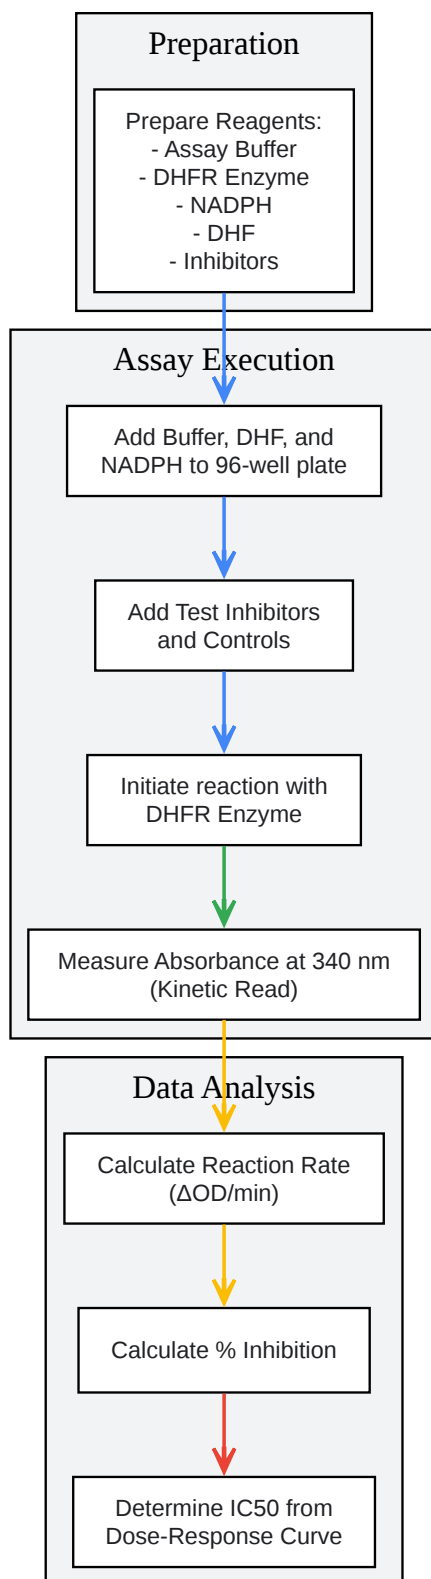 Preparation
Prepare Reagents:
- Assay Buffer
- DHFR Enzyme
- NADPH
- DHF
- Inhibitors
Assay Execution
Add Buffer, DHF, and
NADPH to 96-well plate
Add Test Inhibitors
and Controls
Initiate reaction with
DHFR Enzyme
Measure Absorbance at 340 nm
(Kinetic Read)
Data Analysis
Calculate Reaction Rate
(ΔOD/min)
Calculate % Inhibition
Determine IC50 from
Dose-Response Curve